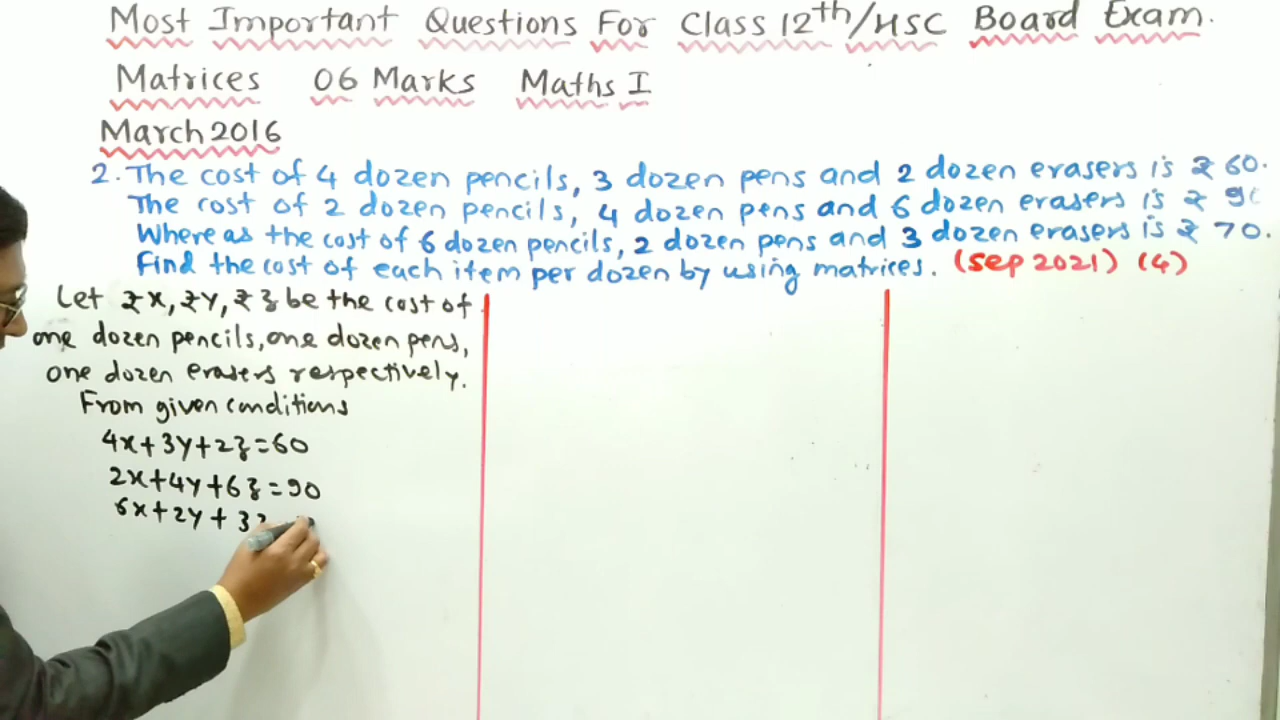 Most Important Questions For Class 12th/HSC Board Exam.
Matrices 06 Marks Maths I
March 2016
2. The cost of 4 dozen pencils, 3 dozen pens and 2 dozen erasers is ₹ 60.
The cost of 2 dozen pencils, 4 dozen pens and 6 dozen erasers is ₹
Where as the cost of 6 dozen pencils, 2 dozen pens and 3 dozen erasers is ₹ 70.
Find the cost of each item per dozen by using matrices. (Sep 2021) (4)
Let ₹ x, ₹ y, ₹ z be the cost of
one dozen pencils, one dozen pens,
one dozen erasers respectively.
From given conditions
4x+3y+2z=60
2x+4y+6z=90
6x+2y+3z